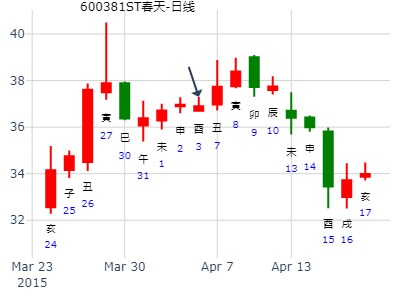 600381ST春天-日线
40
38
36
34
32
亥
24
子
25
丑
26
寅
27
巳
30
午
31
未
1
申
2
酉
3
丑
7
寅
8
卯
9
辰
10
未
13
申
14
酉
15
戌
16
亥
17
Mar 23
2015
Mar 30
Apr 7
Apr 13